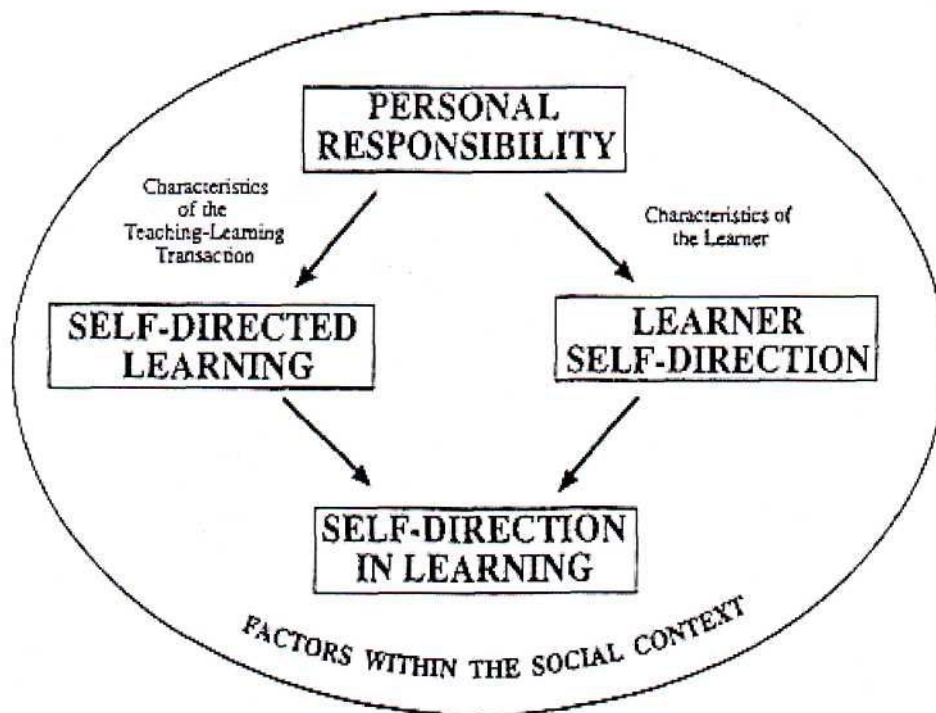 PERSONAL
RESPONSIBILITY
Characteristics
of the
Teaching-Learning
Transaction
Characteristics of
the Learner
SELF-DIRECTED
LEARNING
LEARNER
SELF-DIRECTION
SELF-DIRECTION
IN LEARNING
FACTORS WITHIN THE SOCIAL CONTEXT